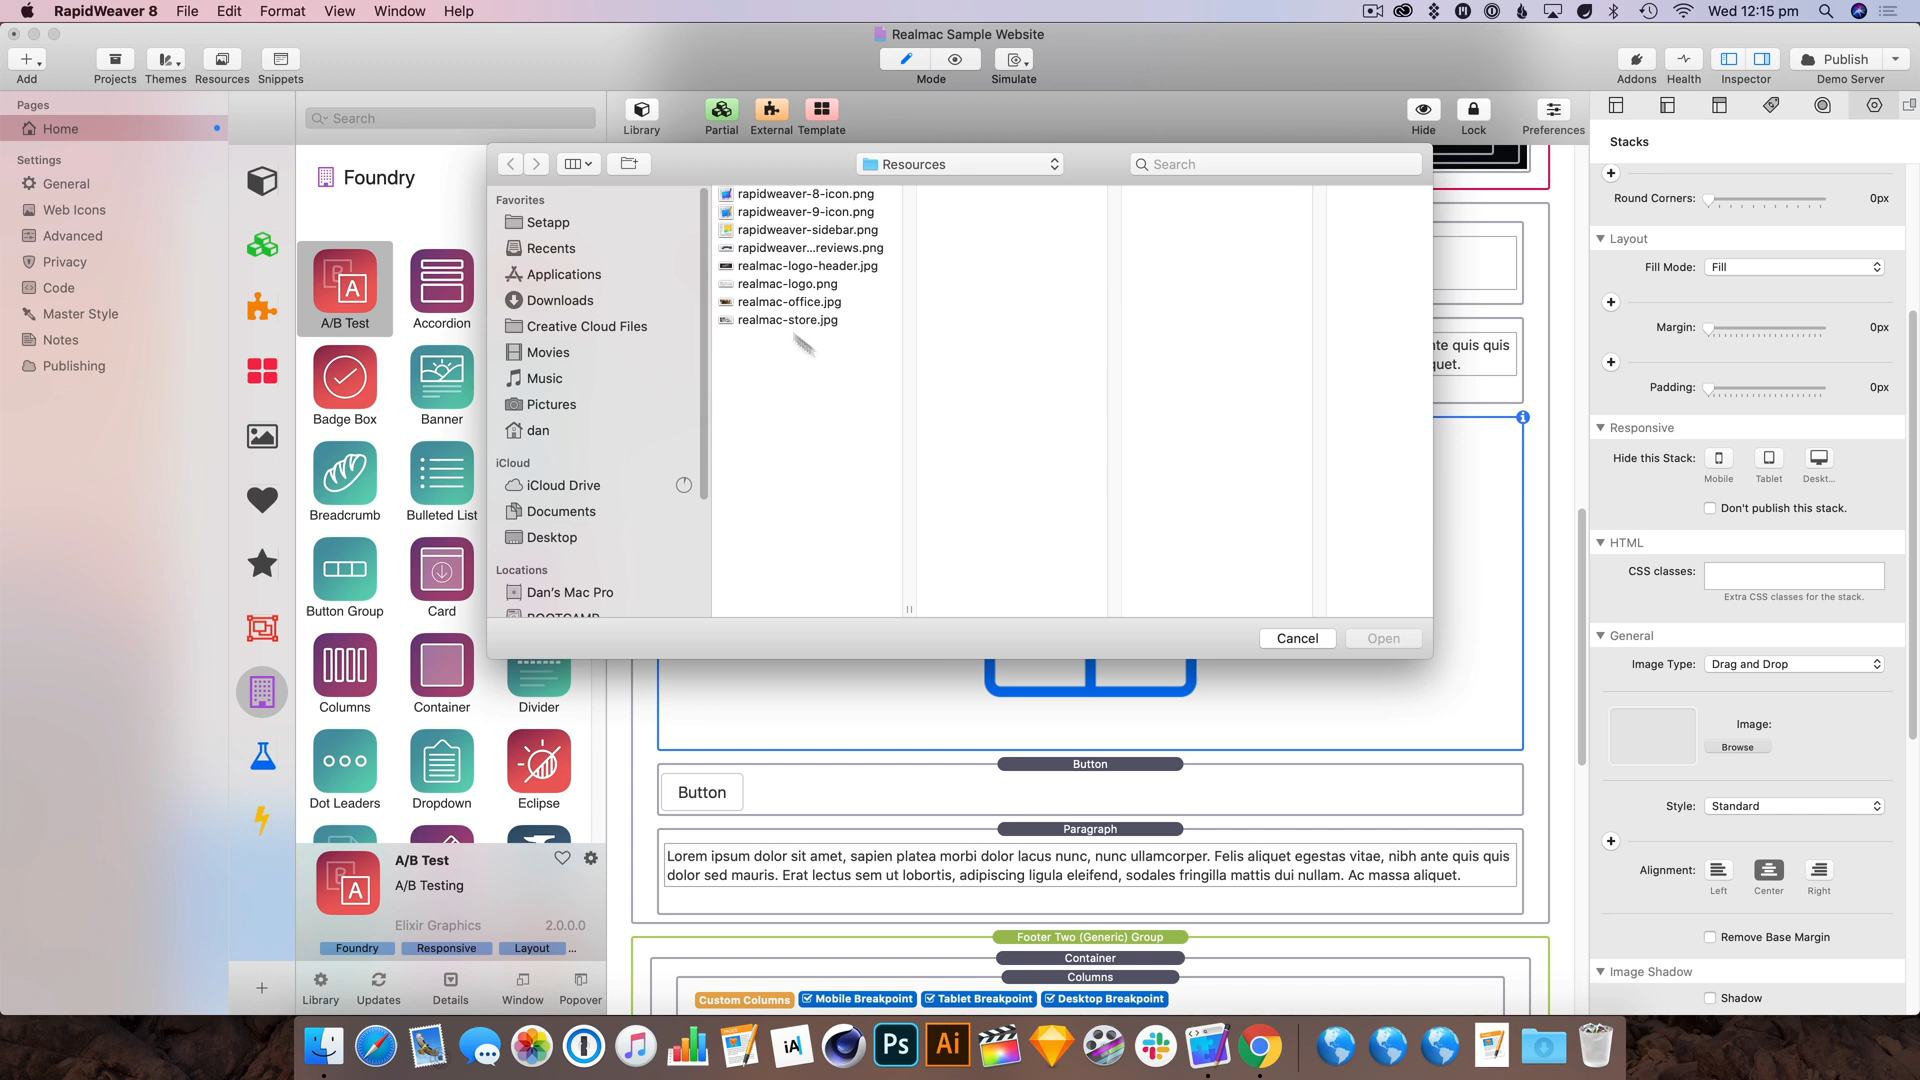 RapidWeaver 8 File Edit Format View Window Help
Wed 12:15 pm
Realmac Sample Website
Add Projects Themes Resources Snippets
Mode Simulate
Addons Health Inspector
Publish
Demo Server
Pages
Home
Settings
General
Web Icons
Advanced
Privacy
Code
Master Style
Notes
Publishing
Search
Library Partial External Template
Hide Lock Preferences
Foundry
A/B Test Accordion
Badge Box Banner
Breadcrumb Bulleted List
Button Group Card
Columns Container Divider
Dot Leaders Dropdown Eclipse
A/B Test
A/B Testing
Elixir Graphics 2.0.0.0
Foundry Responsive Layout ...
Library Updates Details Window Popover
Resources
Search
Favorites
Setapp
Recents
Applications
Downloads
Creative Cloud Files
Movies
Music
Pictures
dan
iCloud
iCloud Drive
Documents
Desktop
Locations
Dan's Mac Pro
BOOTCAMP
rapidweaver-8-icon.png
rapidweaver-9-icon.png
rapidweaver-sidebar.png
rapidweaver...reviews.png
realmac-logo-header.jpg
realmac-logo.png
realmac-office.jpg
realmac-store.jpg
Cancel Open
nte quis quis
quet.
Button
Button
Paragraph
Lorem ipsum dolor sit amet, sapien platea morbi dolor lacus nunc, nunc ullamcorper. Felis aliquet egestas vitae, nibh ante quis quis
dolor sed mauris. Erat lectus sem ut lobortis, adipiscing ligula eleifend, sodales fringilla mattis dui nullam. Ac massa aliquet.
Footer Two (Generic) Group
Container
Columns
Custom Columns Mobile Breakpoint Tablet Breakpoint Desktop Breakpoint
Stacks
Round Corners: 0px
Layout
Fill Mode: Fill
Margin: 0px
Padding: 0px
Responsive
Hide this Stack:
Mobile Tablet Deskt...
Don't publish this stack.
HTML
CSS classes:
Extra CSS classes for the stack.
General
Image Type: Drag and Drop
Image:
Browse
Style: Standard
Alignment:
Left Center Right
Remove Base Margin
Image Shadow
Shadow
iA Ps Ai